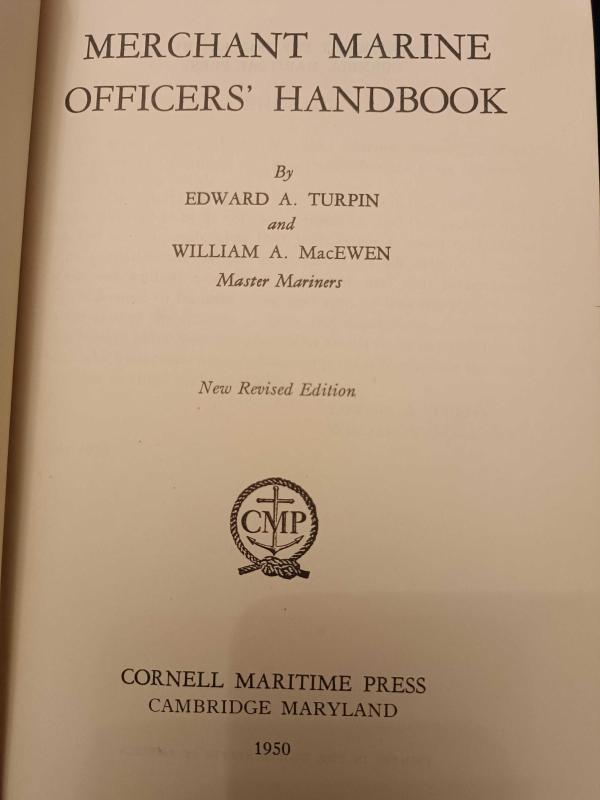 MERCHANT MARINE
OFFICERS’ HANDBOOK
By
EDWARD A. TURPIN
and
WILLIAM A. MacEWEN
Master Mariners
New Revised Edition
CMP
CORNELL MARITIME PRESS
CAMBRIDGE MARYLAND
1950